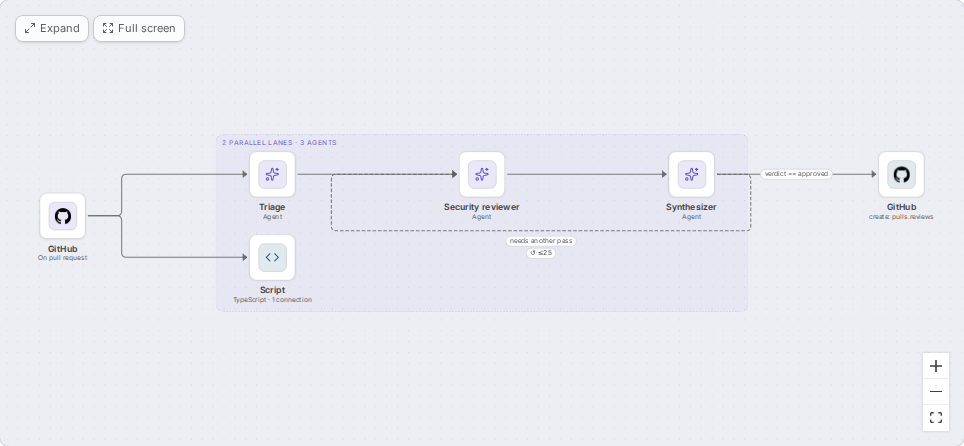 Expand
Full screen
2 PARALLEL LANES · 3 AGENTS
Triage
Agent
Security reviewer
Agent
Synthesizer
Agent
verdict == approved
GitHub
create: pulls.reviews
GitHub
On pull request
needs another pass
↺ ≤25
Script
TypeScript · 1 connection